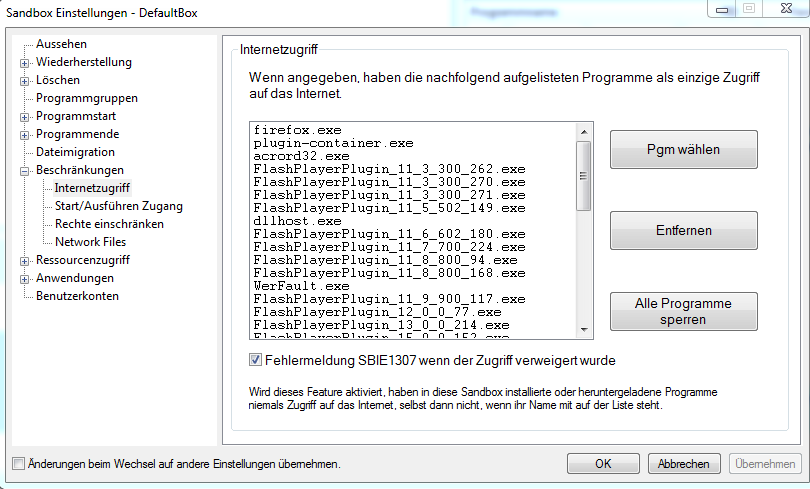 Sandbox Einstellungen - DefaultBox
Programmname
Aussehen
Wiederherstellung
Löschen
Programmgruppen
Programmstart
Programmende
Dateimigration
Beschränkungen
Internetzugriff
Start/Ausführen Zugang
Rechte einschränken
Network Files
Ressourcenzugriff
Anwendungen
Benutzerkonten
Internetzugriff
Wenn angegeben, haben die nachfolgend aufgelisteten Programme als einzige Zugriff
auf das Internet.
firefox.exe
plugin-container.exe
acrord32.exe
FlashPlayerPlugin_11_3_300_262.exe
FlashPlayerPlugin_11_3_300_270.exe
FlashPlayerPlugin_11_3_300_271.exe
FlashPlayerPlugin_11_5_502_149.exe
dllhost.exe
FlashPlayerPlugin_11_6_602_180.exe
FlashPlayerPlugin_11_7_700_224.exe
FlashPlayerPlugin_11_8_800_94.exe
FlashPlayerPlugin_11_8_800_168.exe
WerFault.exe
FlashPlayerPlugin_11_9_900_117.exe
FlashPlayerPlugin_12_0_0_77.exe
FlashPlayerPlugin_13_0_0_214.exe
FlashPlayerPlugin_15_0_0_152.exe
Pgm wählen
Entfernen
Alle Programme
sperren
Fehlermeldung SBIE1307 wenn der Zugriff verweigert wurde
Wird dieses Feature aktiviert, haben in diese Sandbox installierte oder heruntergeladene Programme
niemals Zugriff auf das Internet, selbst dann nicht, wenn ihr Name mit auf der Liste steht.
Änderungen beim Wechsel auf andere Einstellungen übernehmen.
OK
Abbrechen
Übernehmen